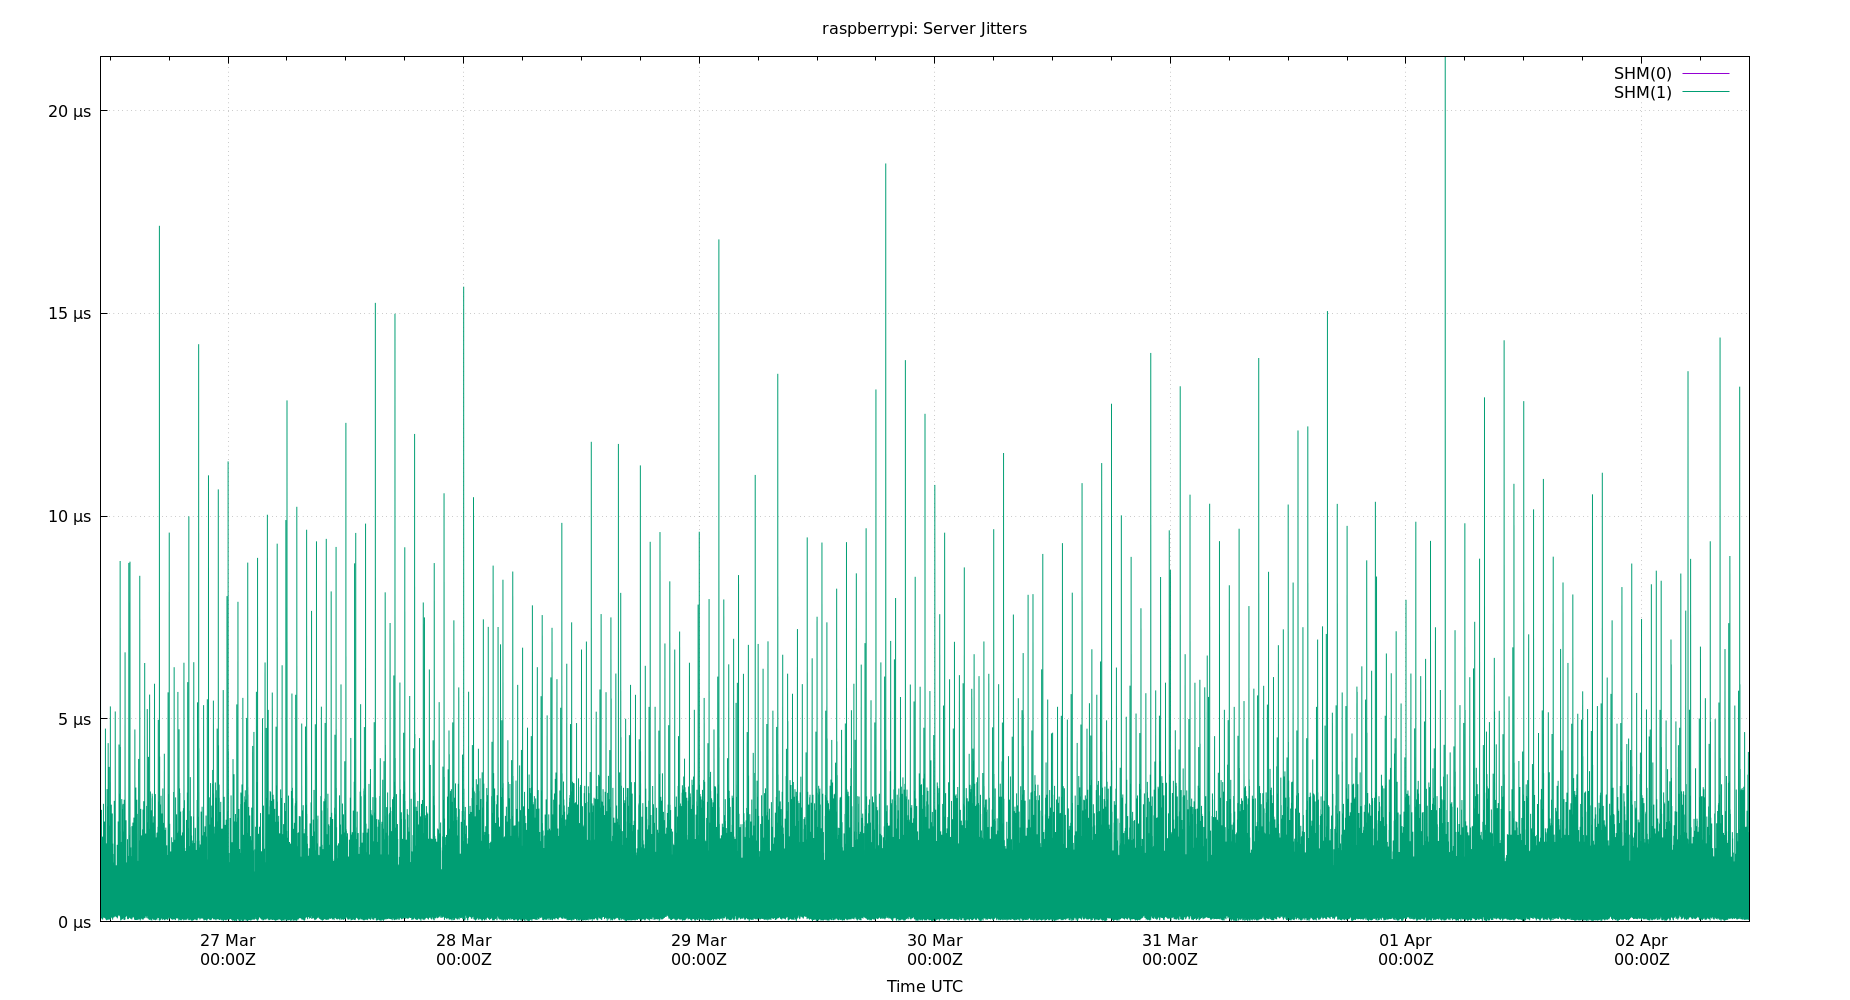 raspberrypi: Server Jitters
SHM(0)
SHM(1)
20 µs
15 µs
10 µs
5 µs
0 µs
27 Mar 28 Mar 29 Mar 30 Mar 31 Mar 01 Apr 02 Apr
00:00Z 00:00Z 00:00Z 00:00Z 00:00Z 00:00Z 00:00Z
Time UTC